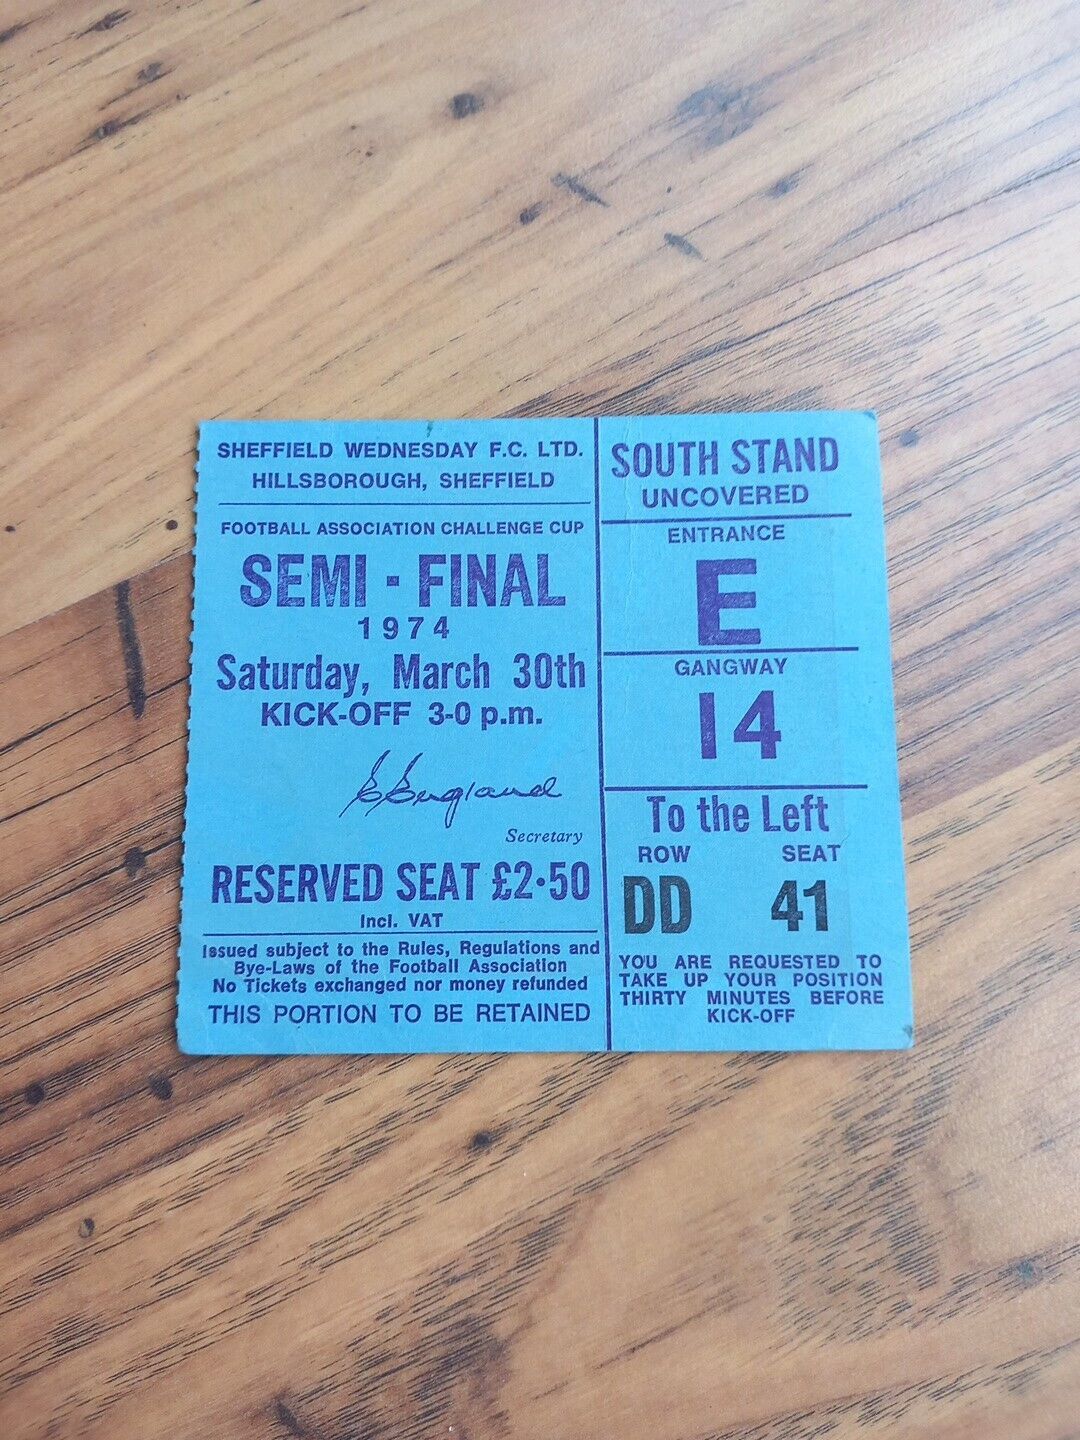 SHEFFIELD WEDNESDAY F.C. LTD.
HILLSBOROUGH, SHEFFIELD
FOOTBALL ASSOCIATION CHALLENGE CUP
SEMI - FINAL
1974
Saturday, March 30th
KICK-OFF 3-0 p.m.
E England
Secretary
RESERVED SEAT £2·50
Incl. VAT
Issued subject to the Rules, Regulations and
Bye-Laws of the Football Association
No Tickets exchanged nor money refunded
THIS PORTION TO BE RETAINED
SOUTH STAND
UNCOVERED
ENTRANCE
E
GANGWAY
14
To the Left
ROW SEAT
DD 41
YOU ARE REQUESTED TO
TAKE UP YOUR POSITION
THIRTY MINUTES BEFORE
KICK-OFF